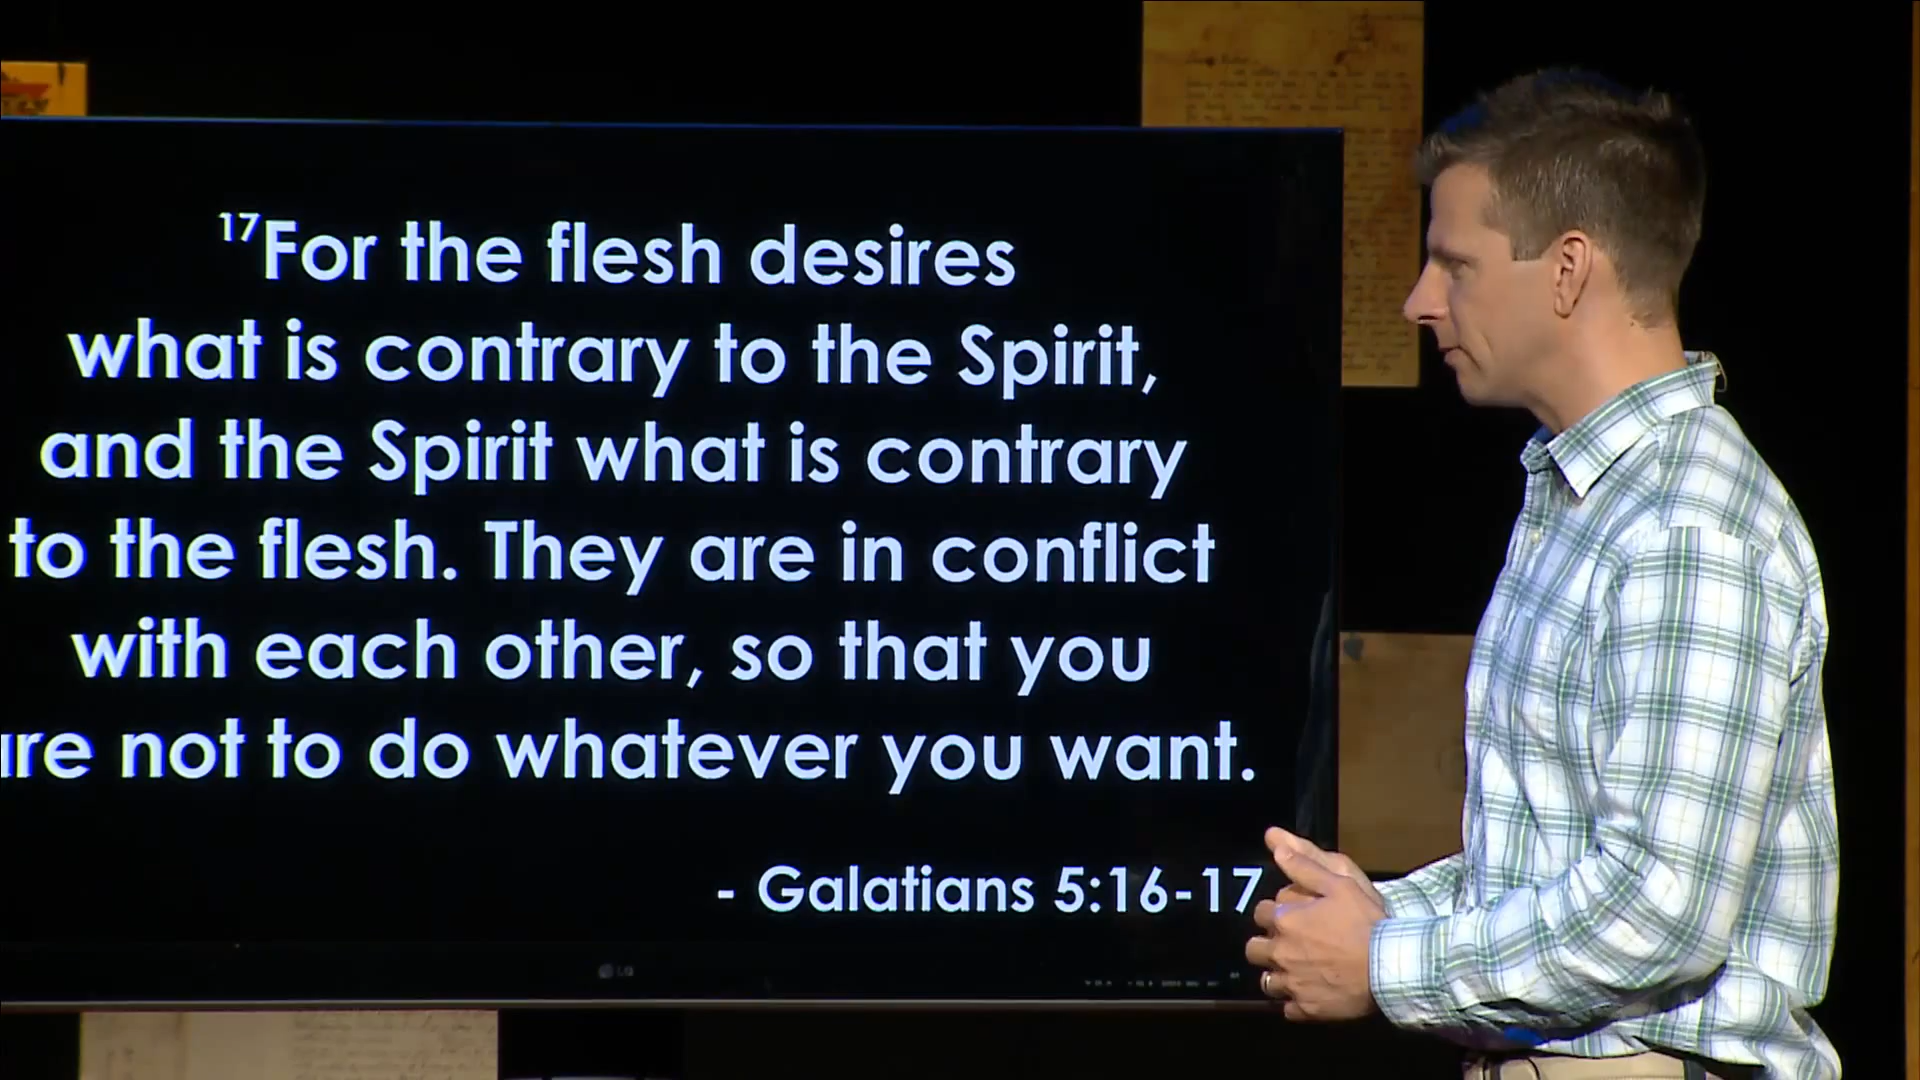 ¹⁷For the flesh desires
what is contrary to the Spirit,
and the Spirit what is contrary
to the flesh. They are in conflict
with each other, so that you
re not to do whatever you want.
- Galatians 5:16-17
LG